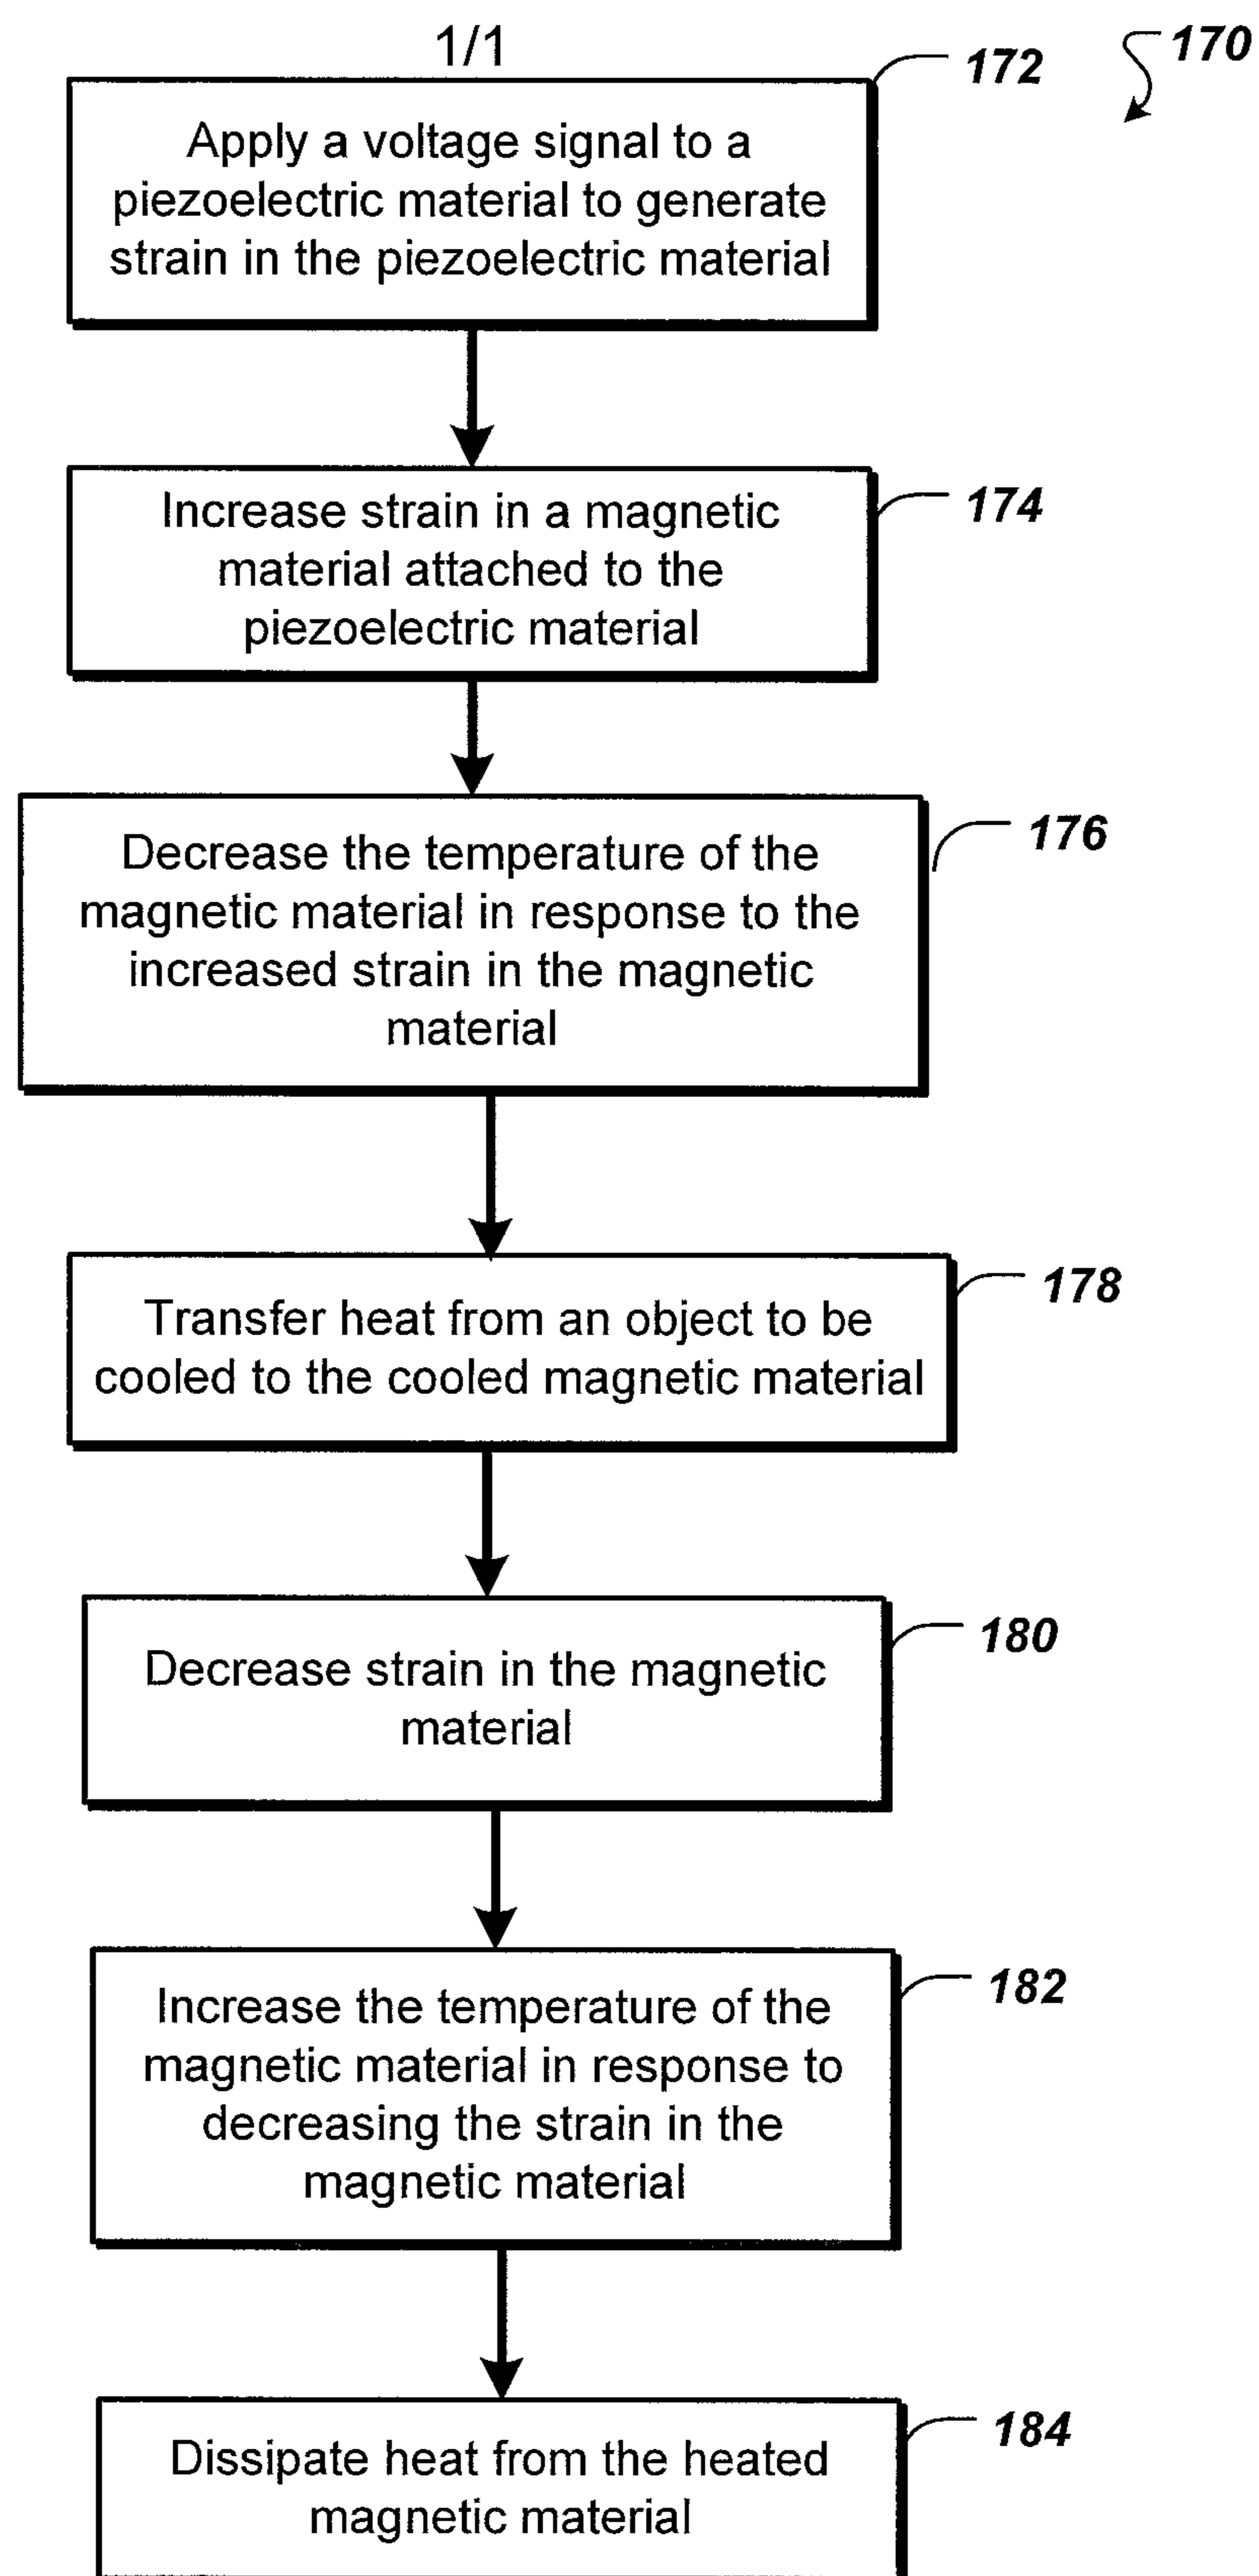 1/1
170
172
Apply a voltage signal to a
piezoelectric material to generate
strain in the piezoelectric material
174
Increase strain in a magnetic
material attached to the
piezoelectric material
176
Decrease the temperature of the
magnetic material in response to the
increased strain in the magnetic
material
178
Transfer heat from an object to be
cooled to the cooled magnetic material
180
Decrease strain in the magnetic
material
182
Increase the temperature of the
magnetic material in response to
decreasing the strain in the
magnetic material
184
Dissipate heat from the heated
magnetic material